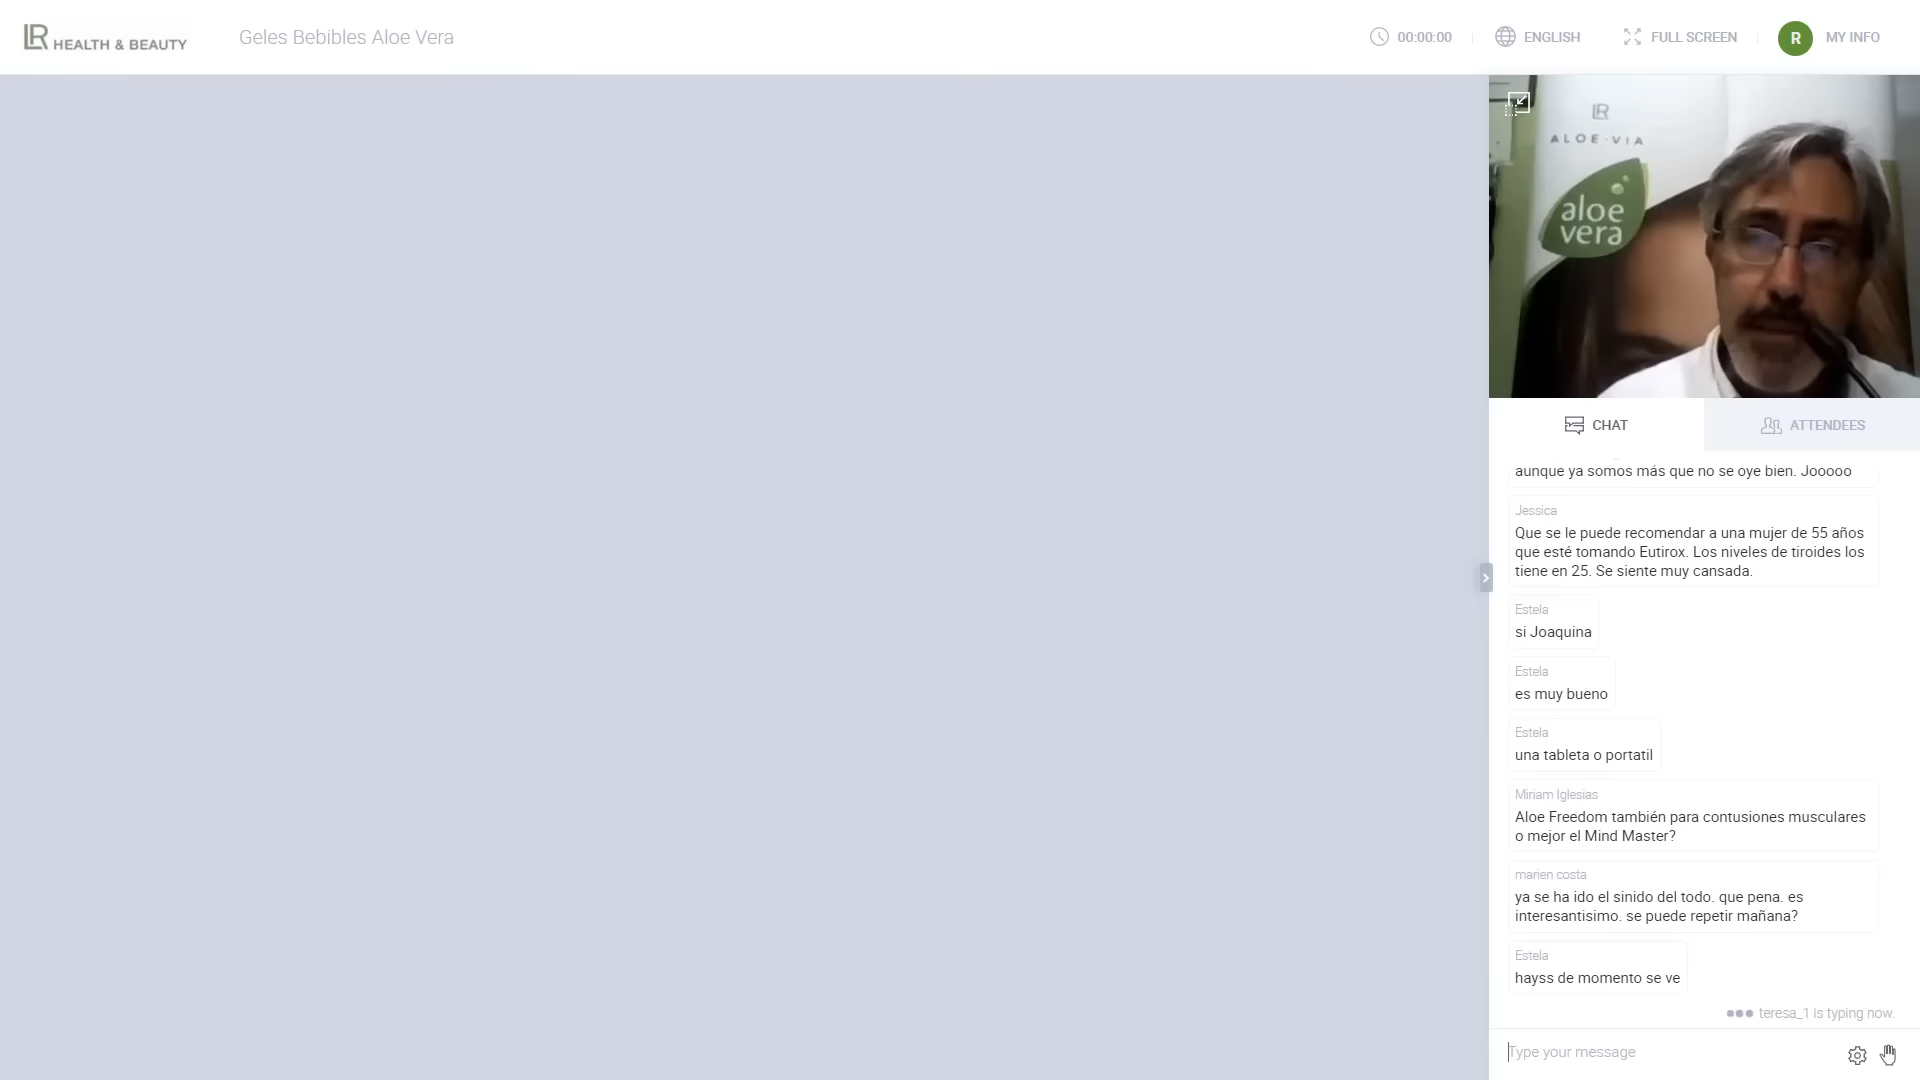 LR HEALTH & BEAUTY
Geles Bebibles Aloe Vera
00:00:00
ENGLISH
FULL SCREEN
R
MY INFO
LR
ALOE VIA
aloe
vera
CHAT
ATTENDEES
aunque ya somos más que no se oye bien. Jooooo
Jessica
Que se le puede recomendar a una mujer de 55 años
que esté tomando Eutirox. Los niveles de tiroides los
tiene en 25. Se siente muy cansada.
Estela
si Joaquina
Estela
es muy bueno
Estela
una tableta o portatil
Miriam Iglesias
Aloe Freedom también para contusiones musculares
o mejor el Mind Master?
marien costa
ya se ha ido el sinido del todo. que pena. es
interesantisimo. se puede repetir mañana?
Estela
hayss de momento se ve
teresa_1 is typing now.
Type your message